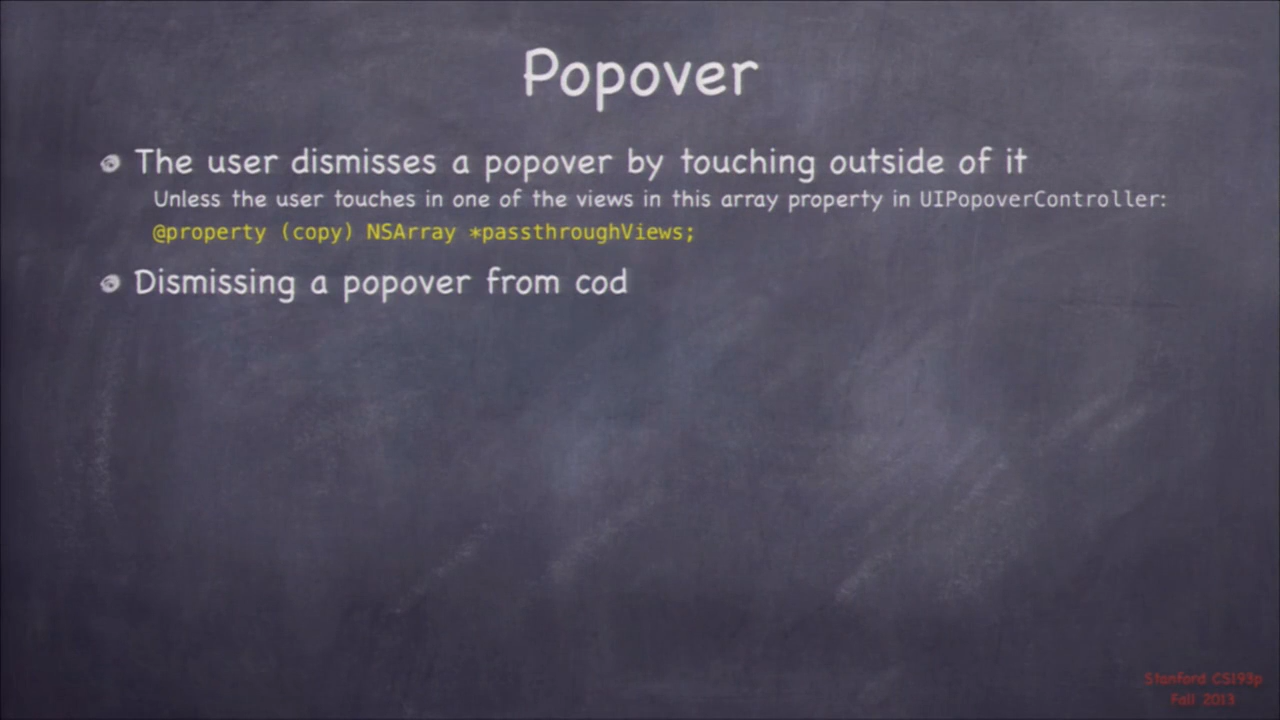 Popover
The user dismisses a popover by touching outside of it
Unless the user touches in one of the views in this array property in UIPopoverController:
@property (copy) NSArray *passthroughViews;
Dismissing a popover from cod
Stanford CS193p
Fall 2013